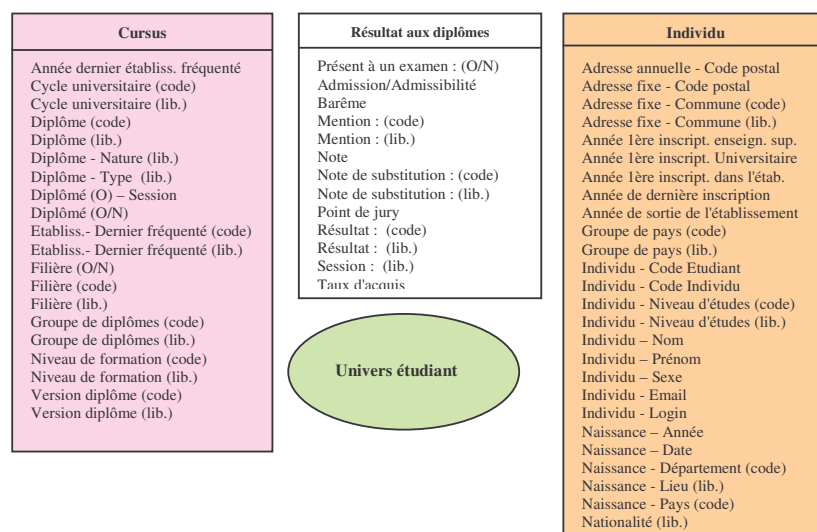 Cursus
Année dernier établiss. fréquenté
Cycle universitaire (code)
Cycle universitaire (lib.)
Diplôme (code)
Diplôme (lib.)
Diplôme - Nature (lib.)
Diplôme - Type (lib.)
Diplômé (O) – Session
Diplômé (O/N)
Etabliss.- Dernier fréquenté (code)
Etabliss.- Dernier fréquenté (lib.)
Filière (O/N)
Filière (code)
Filière (lib.)
Groupe de diplômes (code)
Groupe de diplômes (lib.)
Niveau de formation (code)
Niveau de formation (lib.)
Version diplôme (code)
Version diplôme (lib.)
Résultat aux diplômes
Présent à un examen : (O/N)
Admission/Admissibilité
Barême
Mention : (code)
Mention : (lib.)
Note
Note de substitution : (code)
Note de substitution : (lib.)
Point de jury
Résultat : (code)
Résultat : (lib.)
Session : (lib.)
Taux d'acquis
Univers étudiant
Individu
Adresse annuelle - Code postal
Adresse fixe - Code postal
Adresse fixe - Commune (code)
Adresse fixe - Commune (lib.)
Année 1ère inscript. enseign. sup.
Année 1ère inscript. Universitaire
Année 1ère inscript. dans l'étab.
Année de dernière inscription
Année de sortie de l'établissement
Groupe de pays (code)
Groupe de pays (lib.)
Individu - Code Etudiant
Individu - Code Individu
Individu - Niveau d'études (code)
Individu - Niveau d'études (lib.)
Individu – Nom
Individu – Prénom
Individu – Sexe
Individu - Email
Individu - Login
Naissance – Année
Naissance – Date
Naissance - Département (code)
Naissance - Lieu (lib.)
Naissance - Pays (code)
Nationalité (lib.)